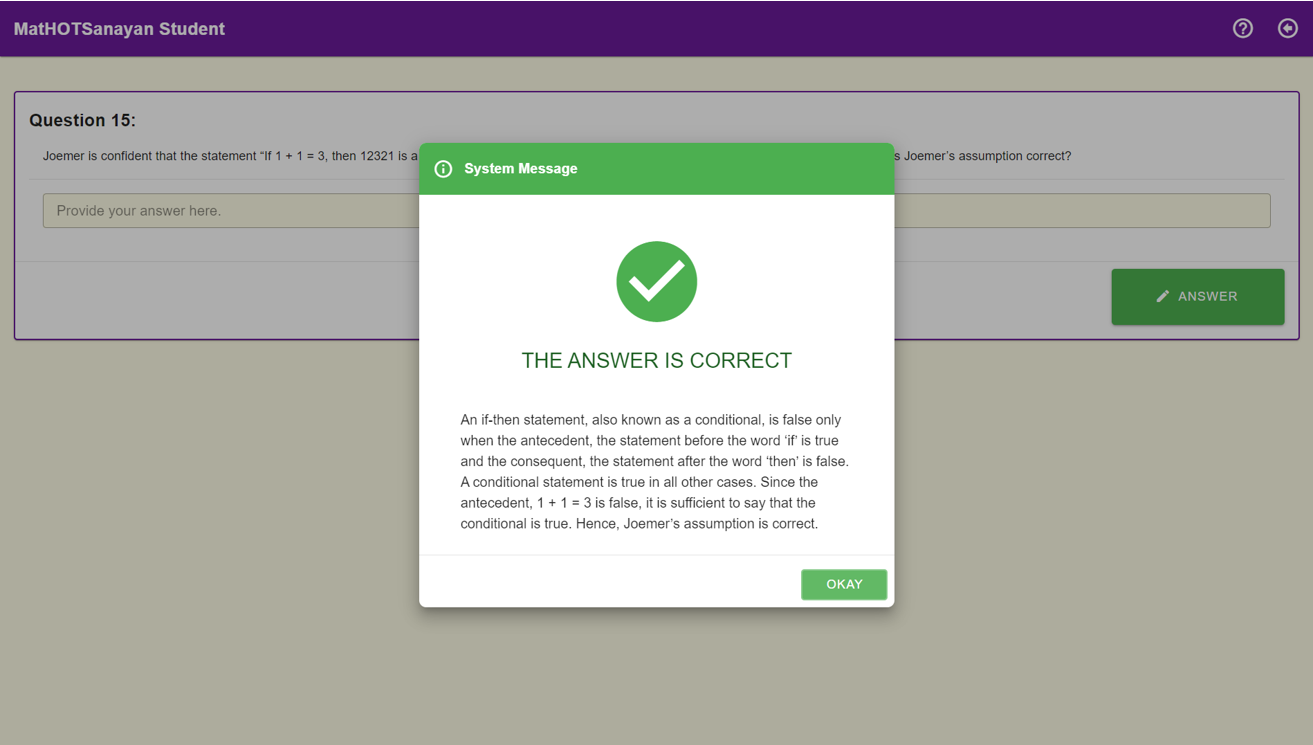 MatHOTSanayan Student
Question 15:
Joemer is confident that the statement “If 1 + 1 = 3, then 12321 is a
s Joemer’s assumption correct?
Provide your answer here.
ANSWER
System Message
THE ANSWER IS CORRECT
An if-then statement, also known as a conditional, is false only
when the antecedent, the statement before the word ‘if’ is true
and the consequent, the statement after the word ‘then’ is false.
A conditional statement is true in all other cases. Since the
antecedent, 1 + 1 = 3 is false, it is sufficient to say that the
conditional is true. Hence, Joemer’s assumption is correct.
OKAY